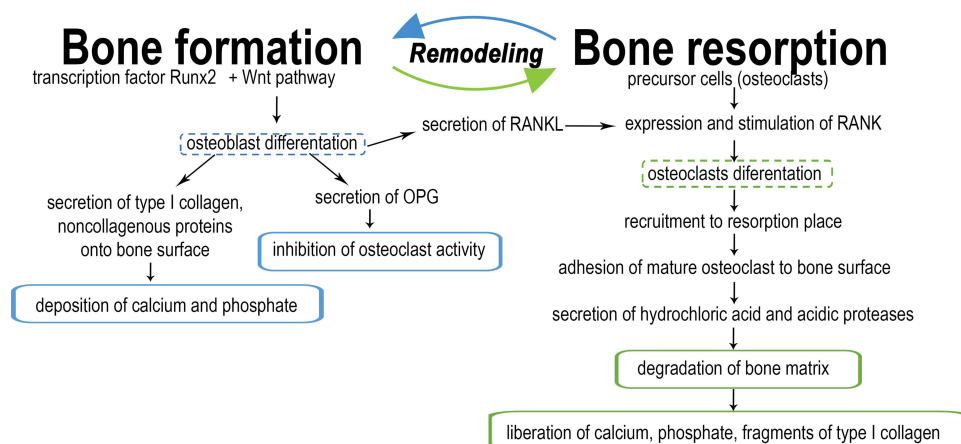 Bone formation
Remodeling
Bone resorption
transcription factor Runx2 + Wnt pathway
precursor cells (osteoclasts)
secretion of RANKL
expression and stimulation of RANK
osteoblast differentation
osteoclasts diferentation
secretion of type I collagen,
noncollagenous proteins
onto bone surface
secretion of OPG
recruitment to resorption place
inhibition of osteoclast activity
adhesion of mature osteoclast to bone surface
deposition of calcium and phosphate
secretion of hydrochloric acid and acidic proteases
degradation of bone matrix
liberation of calcium, phosphate, fragments of type I collagen